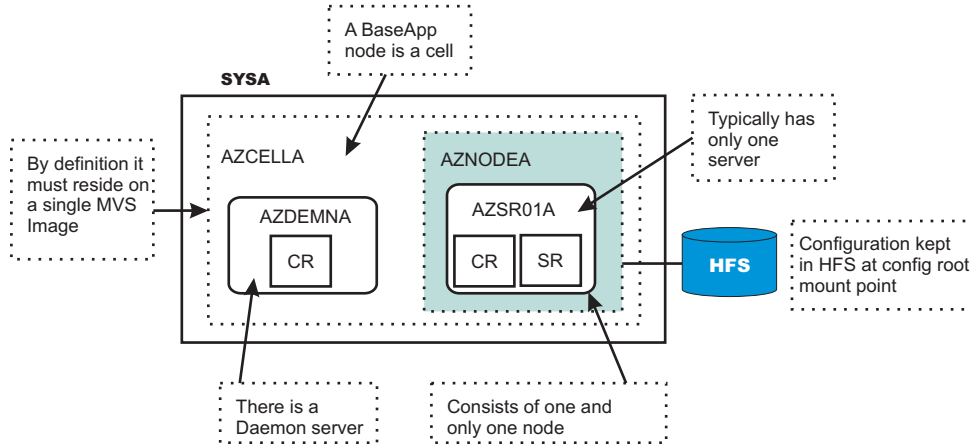 A BaseApp
node is a cell
SYSA
By definition it
must reside on
a single MVS
Image
AZCELLA
AZNODEA
Typically has
only one
server
AZDEMNA
CR
AZSR01A
CR
SR
HFS
Configuration kept
in HFS at config root
mount point
There is a
Daemon server
Consists of one and
only one node